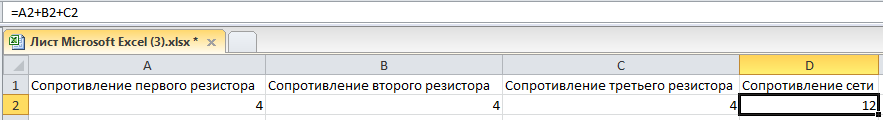 =A2+B2+C2
Лист Microsoft Excel (3).xlsx *
A B C D
1 Сопротивление первого резистора Сопротивление второго резистора Сопротивление третьего резистора Сопротивление сети
2 4 4 4 12